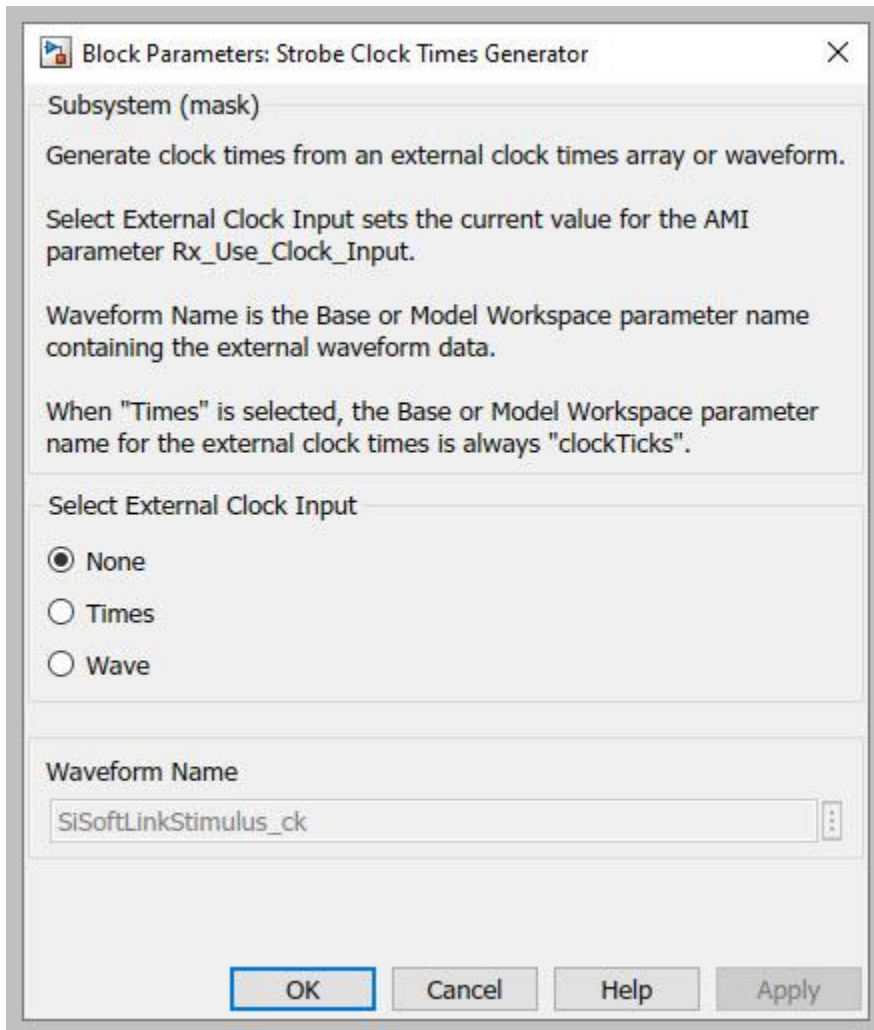 Block Parameters: Strobe Clock Times Generator
Subsystem (mask)
Generate clock times from an external clock times array or waveform.
Select External Clock Input sets the current value for the AMI
parameter Rx_Use_Clock_Input.
Waveform Name is the Base or Model Workspace parameter name
containing the external waveform data.
When "Times" is selected, the Base or Model Workspace parameter
name for the external clock times is always "clockTicks".
Select External Clock Input
None
Times
Wave
Waveform Name
SiSoftLinkStimulus_ck
OK Cancel Help Apply